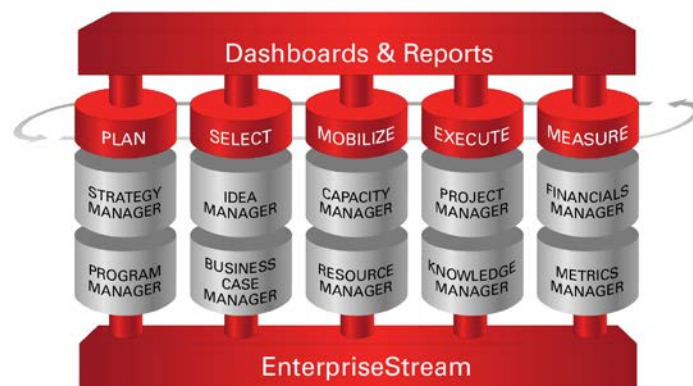 Dashboards & Reports
PLAN
SELECT
MOBILIZE
EXECUTE
MEASURE
STRATEGY
MANAGER
IDEA
MANAGER
CAPACITY
MANAGER
PROJECT
MANAGER
FINANCIALS
MANAGER
PROGRAM
MANAGER
BUSINESS
CASE
MANAGER
RESOURCE
MANAGER
KNOWLEDGE
MANAGER
METRICS
MANAGER
EnterpriseStream